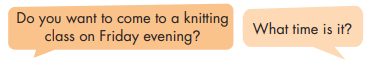 Do you want to come to a knitting
class on Friday evening?
What time is it?